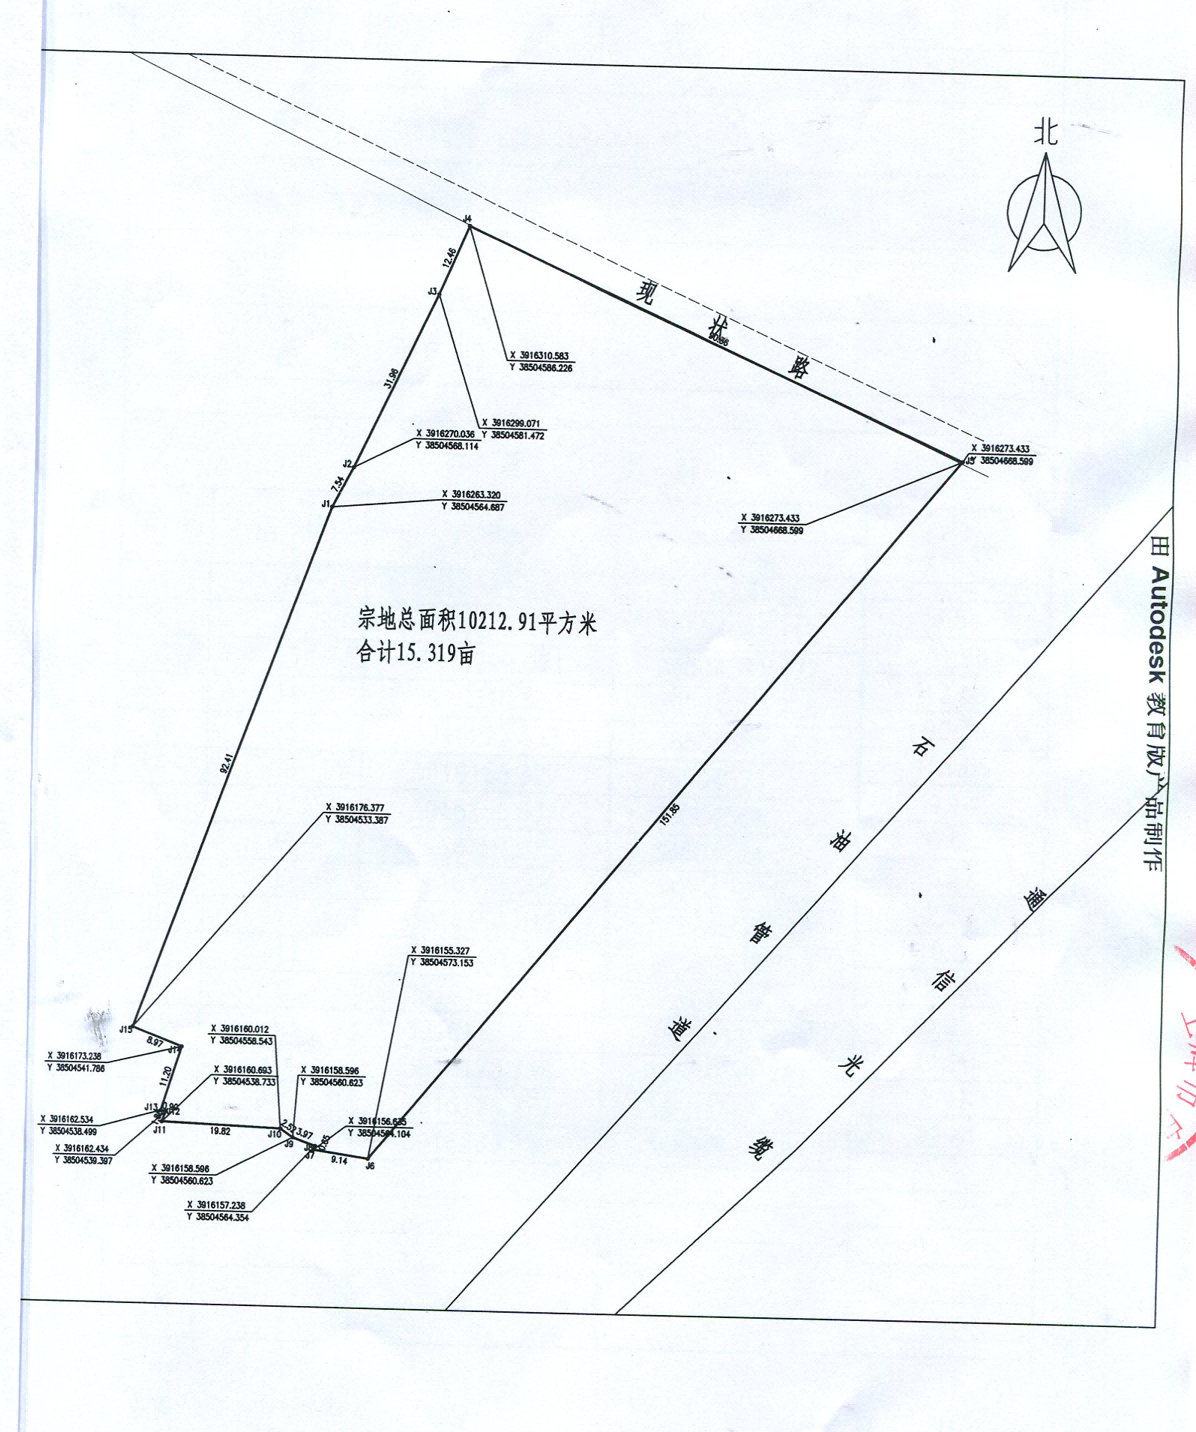 北
J4
12.46
J3
现状路
X 3916310.583
Y 38504586.226
31.96
X 3916299.071
Y 38504581.472
X 3916270.036
Y 38504568.114
J2
7.54
J1
X 3916263.320
Y 38504564.687
X 3916273.433
Y 38504668.599
J5
X 3916273.433
Y 38504668.599
由 Autodesk 教育版产品制作
宗地总面积10212.91平方米
合计15.319亩
92.41
石油管道
151.85
X 3916176.377
Y 38504533.387
通信光缆
X 3916155.327
Y 38504573.153
J15
8.97
X 3916160.012
Y 38504558.543
X 3916173.238
Y 38504541.786
11.20
X 3916160.693
Y 38504538.733
X 3916158.596
Y 38504560.623
J13
X 3916162.534
Y 38504538.499
J11
19.82
J10
3.97
J9
J7
9.14
J6
X 3916162.434
Y 38504539.397
X 3916158.596
Y 38504560.623
X 3916157.238
Y 38504564.354